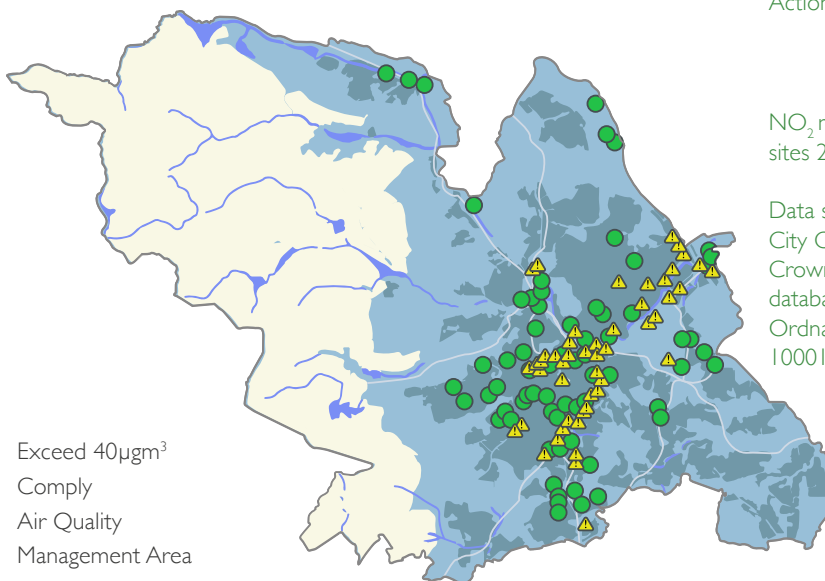 Action
NO₂ r
sites 2
Data s
City C
Crown
databa
Ordna
10001
Exceed 40µgm³
Comply
Air Quality
Management Area